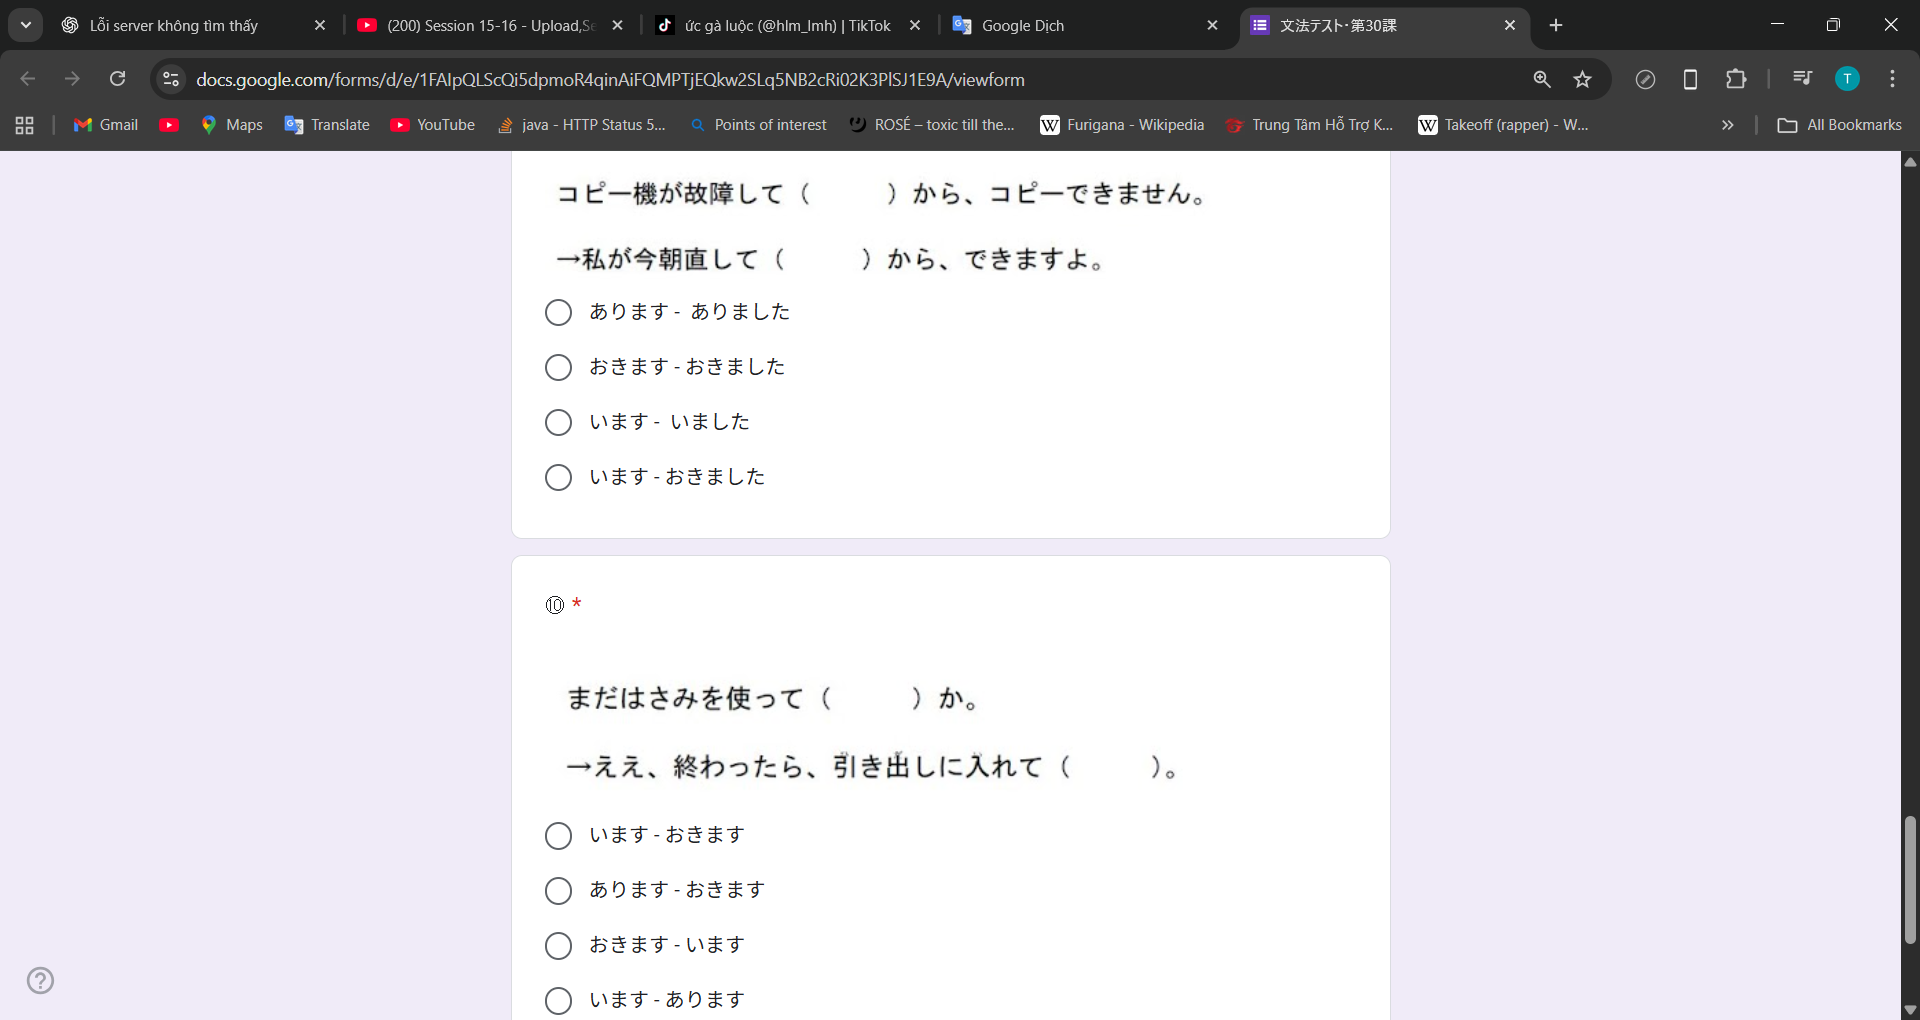 Lỗi server không tìm thấy
(200) Session 15-16 - Upload,Se
ức gà luộc (@hlm_lmh) | TikTok
Google Dịch
文法テスト・第30課
docs.google.com/forms/d/e/1FAIpQLScQi5dpmoR4qinAiFQMPTjEQkw2SLq5NB2cRi02K3PlSJ1E9A/viewform
T
Gmail
Maps
Translate
YouTube
java - HTTP Status 5...
Points of interest
ROSÉ – toxic till the...
Furigana - Wikipedia
Trung Tâm Hỗ Trợ K...
Takeoff (rapper) - W...
All Bookmarks
コピー機が故障して（　　　）から、コピーできません。
→私が今朝直して（　　　）から、できますよ。
あります - ありました
おきます - おきました
います - いました
います - おきました
⑩ *
まだはさみを使って（　　　）か。
→ええ、終わったら、引き出しに入れて（　　　）。
います - おきます
あります - おきます
おきます - います
います - あります